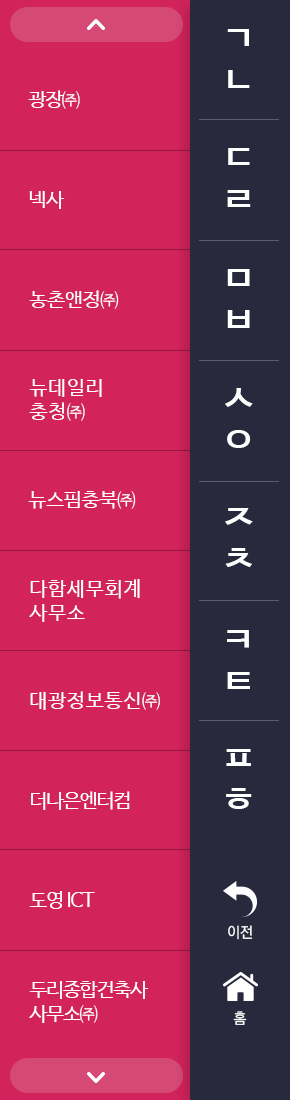 광장㈜
넥사
농촌앤정㈜
뉴데일리
충청㈜
뉴스핌충북㈜
다함세무회계
사무소
대광정보통신㈜
더나은엔터컴
도영 ICT
두리종합건축사
사무소㈜
ㄱ
ㄴ
ㄷ
ㄹ
ㅁ
ㅂ
ㅅ
ㅇ
ㅈ
ㅊ
ㅋ
ㅌ
ㅍ
ㅎ
이전
홈